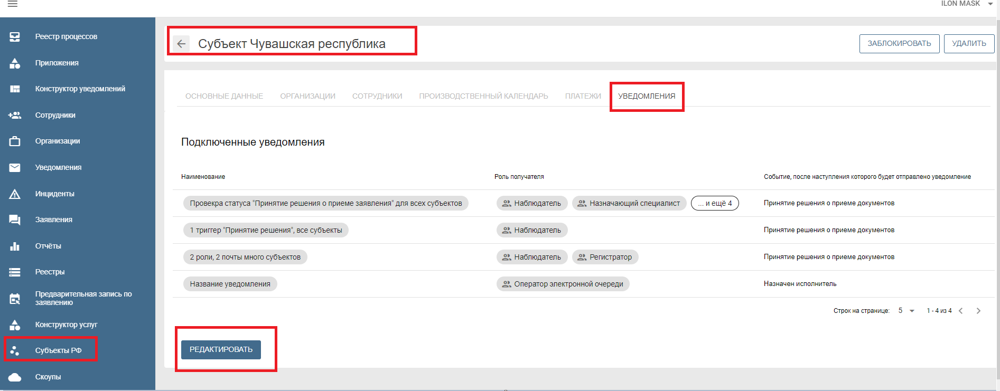 ILON MASK
Реестр процессов
Приложения
Конструктор уведомлений
Сотрудники
Организации
Уведомления
Инциденты
Заявления
Отчёты
Реестры
Предварительная запись по
заявлению
Конструктор услуг
Субъекты РФ
Скоупы
Субъект Чувашская республика
ЗАБЛОКИРОВАТЬ УДАЛИТЬ
ОСНОВНЫЕ ДАННЫЕ ОРГАНИЗАЦИИ СОТРУДНИКИ ПРОИЗВОДСТВЕННЫЙ КАЛЕНДАРЬ ПЛАТЕЖИ УВЕДОМЛЕНИЯ
Подключенные уведомления
Наименование Роль получателя Событие, после наступления которого будет отправлено уведомление
Провекра статуса "Принятие решения о приеме заявления" для всех субъектов Наблюдатель Назначающий специалист ... и ещё 4 Принятие решения о приеме документов
1 триггер "Принятие решения", все субъекты Наблюдатель Принятие решения о приеме документов
2 роли, 2 почты много субъектов Наблюдатель Регистратор Принятие решения о приеме документов
Название уведомления Оператор электронной очереди Назначен исполнитель
Строк на странице: 5 1 - 4 из 4
РЕДАКТИРОВАТЬ